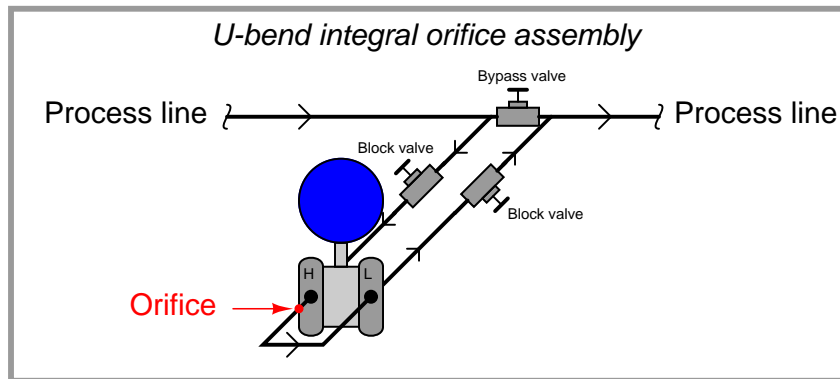 U-bend integral orifice assembly
Bypass valve
Process line
Process line
Block valve
Block valve
H
L
Orifice